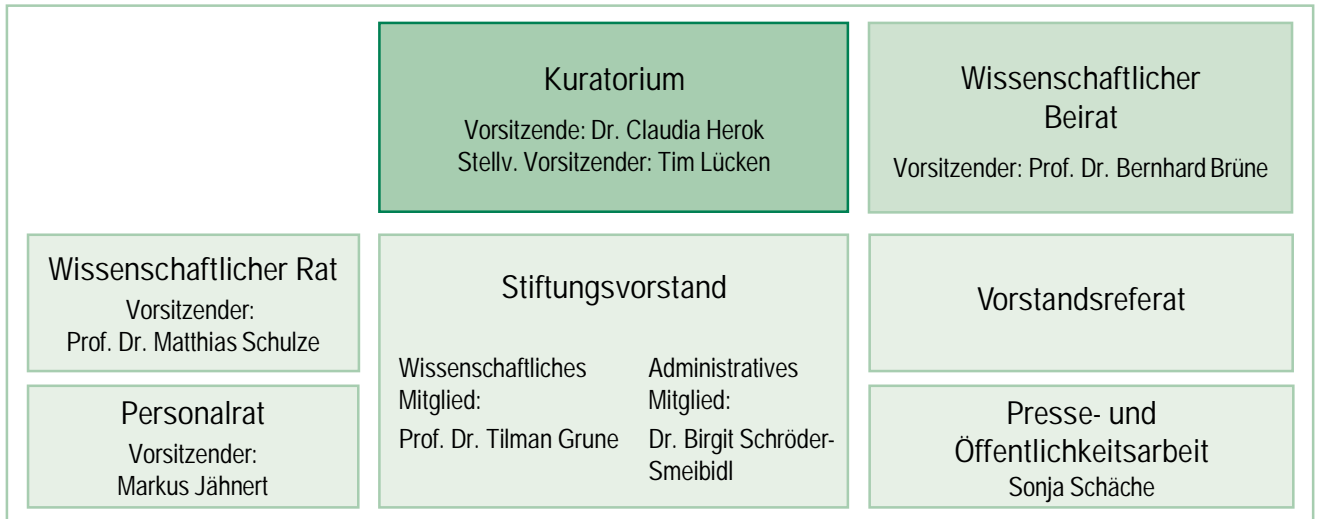 Kuratorium
Vorsitzende: Dr. Claudia Herok
Stellv. Vorsitzender: Tim Lücken
Wissenschaftlicher
Beirat
Vorsitzender: Prof. Dr. Bernhard Brüne
Wissenschaftlicher Rat
Vorsitzender:
Prof. Dr. Matthias Schulze
Personalrat
Vorsitzender:
Markus Jähnert
Stiftungsvorstand
Wissenschaftliches
Mitglied:
Prof. Dr. Tilman Grune
Administratives
Mitglied:
Dr. Birgit Schröder-
Smeibidl
Vorstandsreferat
Presse- und
Öffentlichkeitsarbeit
Sonja Schäche